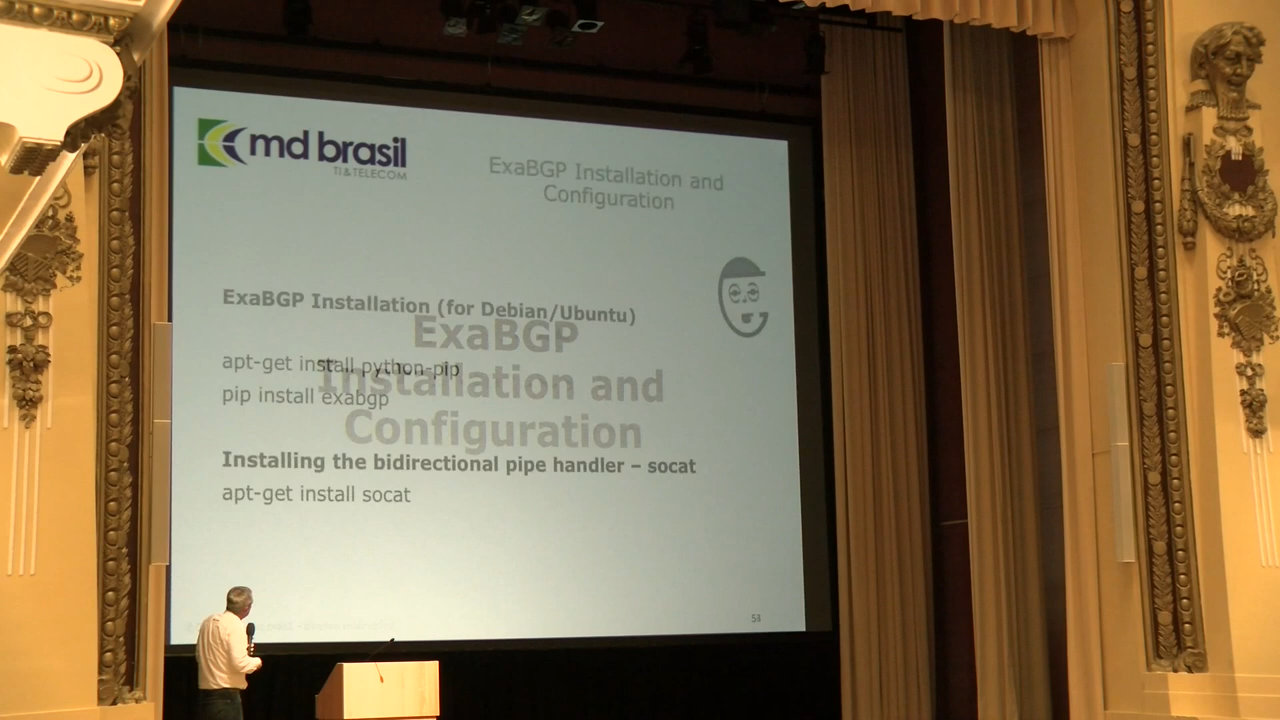 md brasil
TI & TELECOM
ExaBGP Installation and
Configuration
ExaBGP Installation (for Debian/Ubuntu)
ExaBGP
Installation and
Configuration
apt-get install python-pip
pip install exabgp
Installing the bidirectional pipe handler – socat
apt-get install socat
53